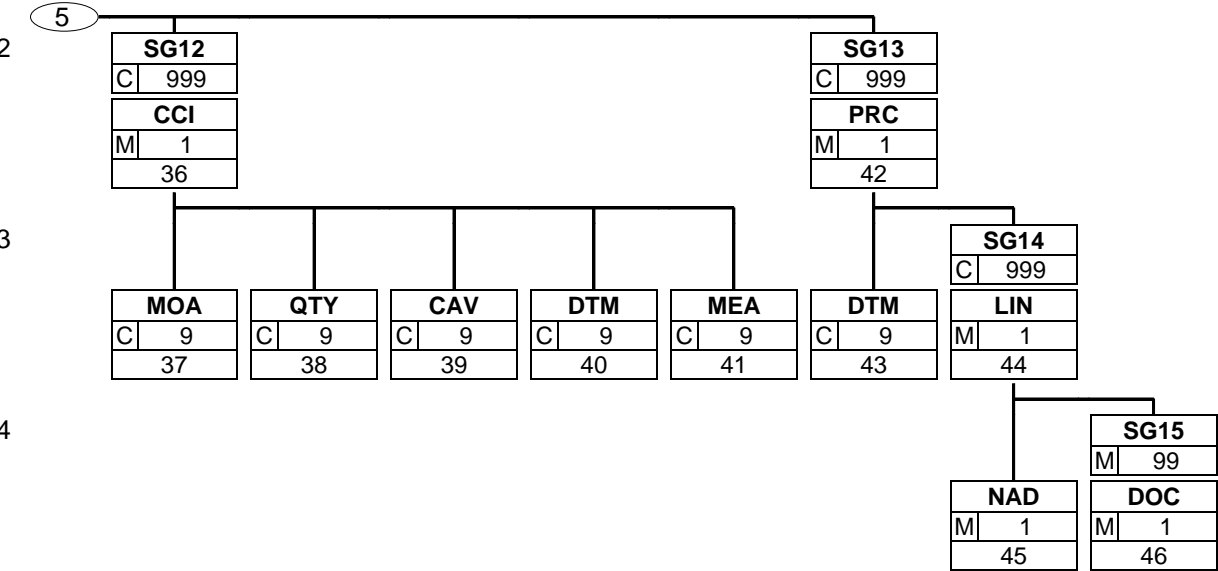 5
2
SG12 SG13
C 999 C 999
CCI PRC
M 1 M 1
36 42
3
SG14
C 999
MOA QTY CAV DTM MEA DTM LIN
C 9 C 9 C 9 C 9 C 9 C 9 M 1
37 38 39 40 41 43 44
4
SG15
M 99
NAD DOC
M 1 M 1
45 46